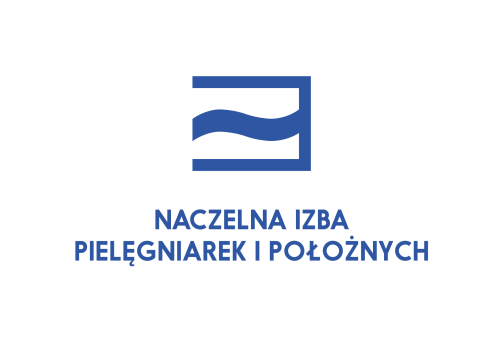 NACZELNA IZBA
PIELĘGNIAREK I POŁOŻNYCH